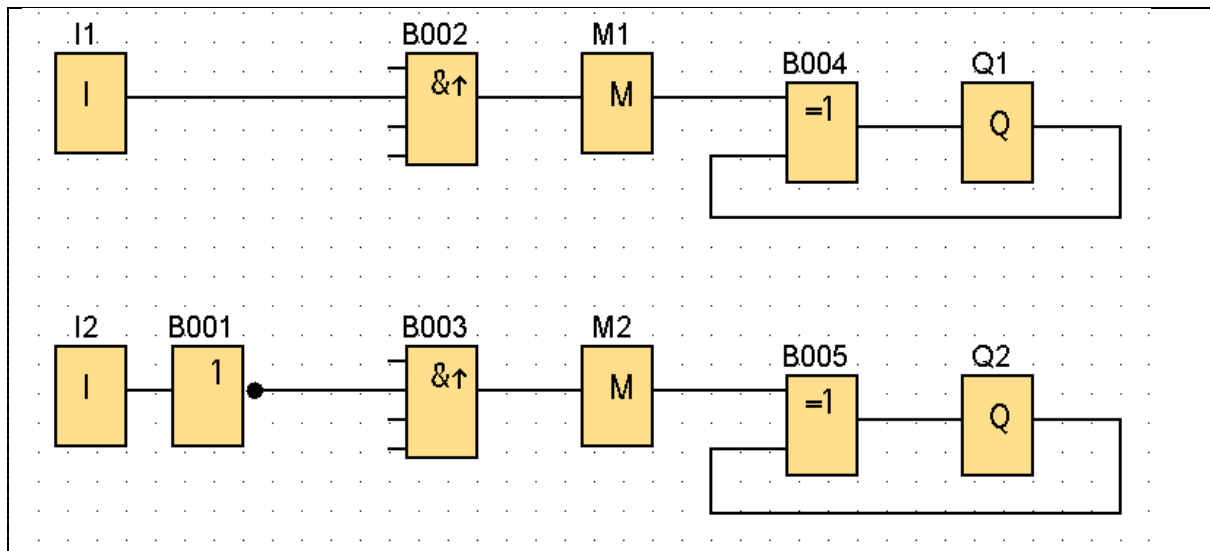 I1 B002 M1
B004 Q1
I &↑ M
=1 Q
I2 B001 B003 M2
B005 Q2
I 1 &↑ M
=1 Q